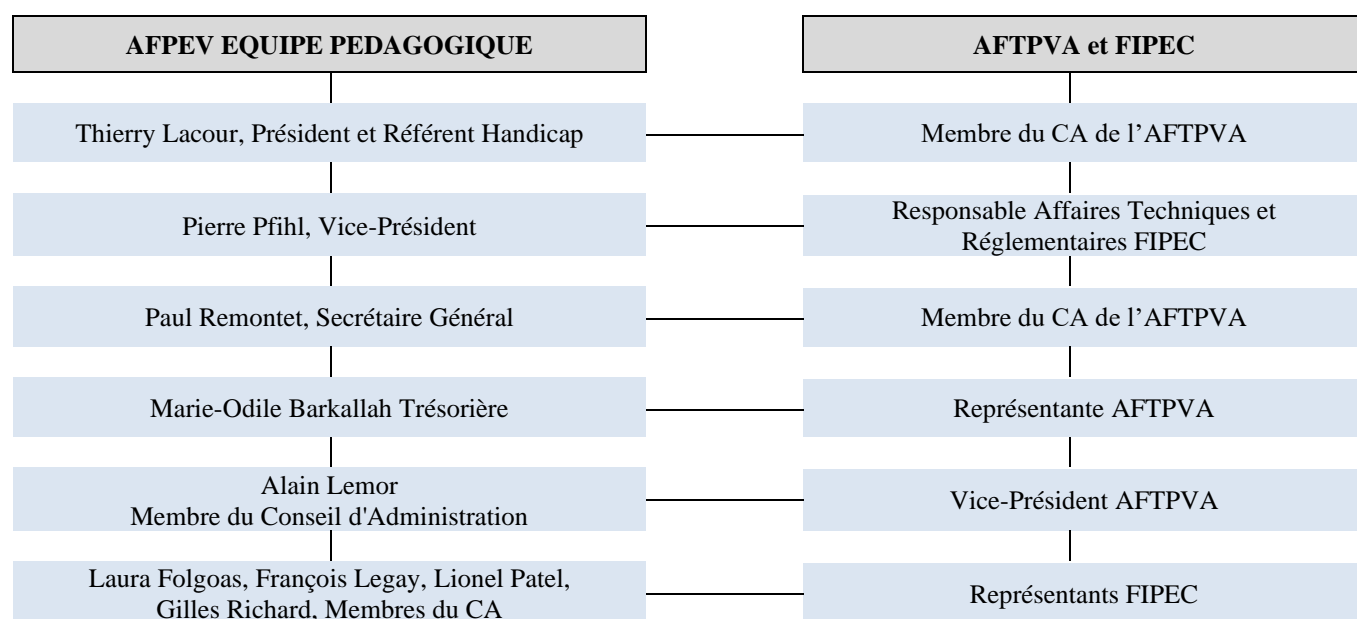 AFPEV EQUIPE PEDAGOGIQUE
AFTPVA et FIPEC
Thierry Lacour, Président et Référent Handicap
Membre du CA de l’AFTPVA
Pierre Pfihl, Vice-Président
Responsable Affaires Techniques et
Réglementaires FIPEC
Paul Remontet, Secrétaire Général
Membre du CA de l’AFTPVA
Marie-Odile Barkallah Trésorière
Représentante AFTPVA
Alain Lemor
Membre du Conseil d'Administration
Vice-Président AFTPVA
Laura Folgoas, François Legay, Lionel Patel,
Gilles Richard, Membres du CA
Représentants FIPEC